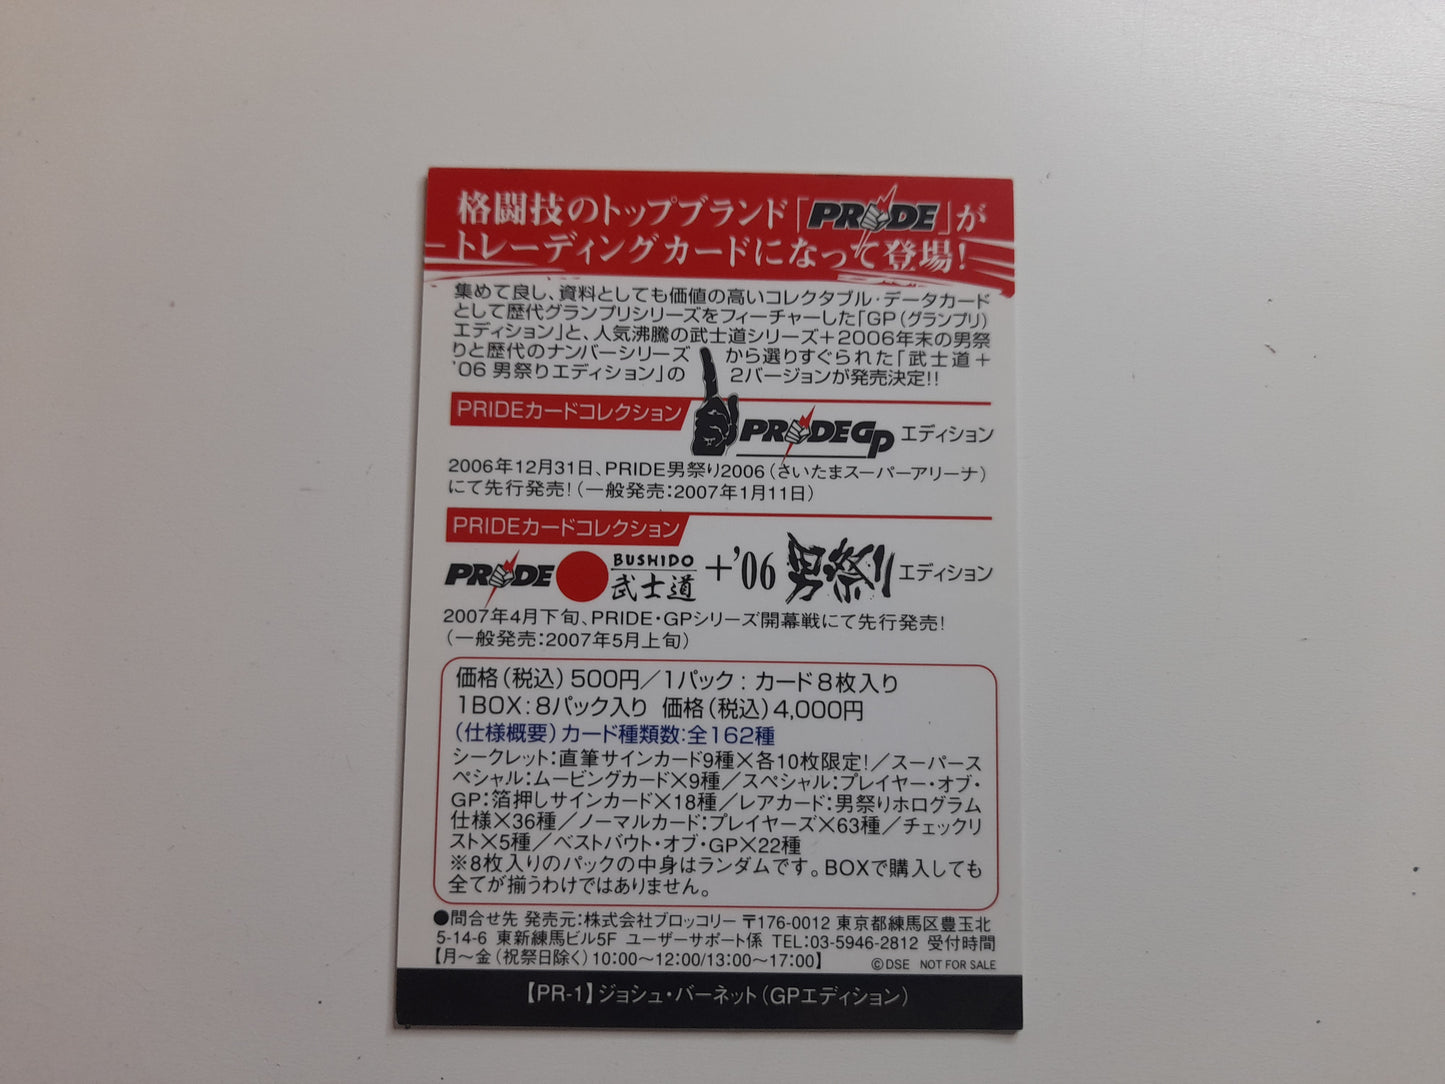 格闘技のトップブランド「PRIDE」が
トレーディングカードになって登場!
集めて良し、資料としても価値の高いコレクタブル・データカード
として歴代グランプリシリーズをフィーチャーした「GP(グランプリ)
エディション」と、人気沸騰の武士道シリーズ+2006年末の男祭
りと歴代のナンバーシリーズ から選りすぐられた「武士道+
'06 男祭りエディション」の 2バージョンが発売決定!!
PRIDEカードコレクション
PRIDE GP エディション
2006年12月31日、PRIDE男祭り2006(さいたまスーパーアリーナ)
にて先行発売!(一般発売:2007年1月11日)
PRIDEカードコレクション
PRIDE BUSHIDO 武士道 +'06 男祭り エディション
2007年4月下旬、PRIDE・GPシリーズ開幕戦にて先行発売!
(一般発売:2007年5月上旬)
価格(税込)500円/1パック:カード8枚入り
1BOX:8パック入り 価格(税込)4,000円
(仕様概要)カード種類数:全162種
シークレット:直筆サインカード9種×各10枚限定!/スーパース
ペシャル:ムービングカード×9種/スペシャル:プレイヤー・オブ・
GP:箔押しサインカード×18種/レアカード:男祭りホログラム
仕様×36種/ノーマルカード:プレイヤーズ×63種/チェックリ
スト×5種/ベストバウト・オブ・GP×22種
※8枚入りのパックの中身はランダムです。BOXで購入しても
全てが揃うわけではありません。
●問合せ先 発売元:株式会社ブロッコリー 〒176-0012 東京都練馬区豊玉北
5-14-6 東新練馬ビル5F ユーザーサポート係 TEL:03-5946-2812 受付時間
【月～金(祝祭日除く)10:00～12:00/13:00～17:00】 ©DSE NOT FOR SALE
【PR-1】ジョシュ・バーネット(GPエディション)